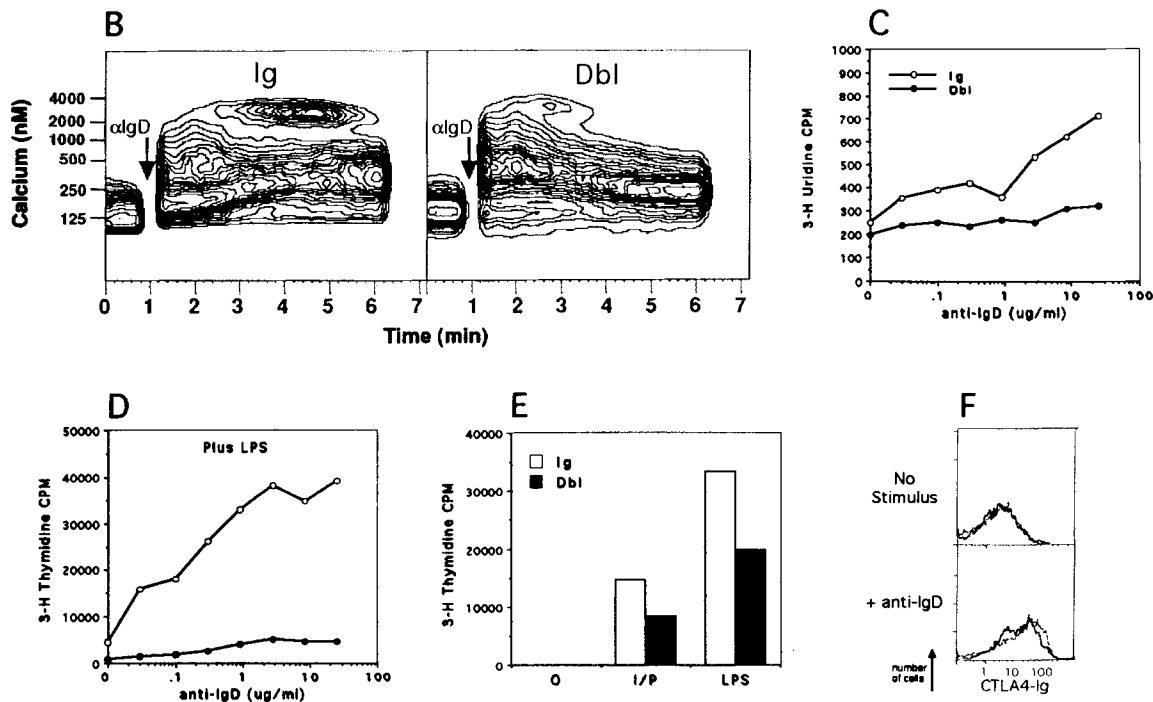 B
Ig
Dbl
Calcium (nM)
4000
2000
1000
500
250
125
αIgD
αIgD
0 1 2 3 4 5 6 7
0 1 2 3 4 5 6 7
Time (min)
C
3-H Uridine CPM
1000
900
800
700
600
500
400
300
200
100
0
Ig
Dbl
0 .1 1 10 100
anti-IgD (ug/ml)
D
Plus LPS
3-H Thymidine CPM
50000
40000
30000
20000
10000
0
0 .1 1 10 100
anti-IgD (ug/ml)
E
3-H Thymidine CPM
40000
30000
20000
10000
0
Ig
Dbl
0 I/P LPS
F
No
Stimulus
+ anti-IgD
number
of cells
1 10 100
CTLA4-Ig